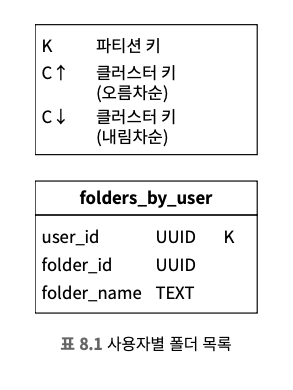 K 파티션 키
C↑ 클러스터 키
(오름차순)
C↓ 클러스터 키
(내림차순)
folders_by_user
user_id UUID K
folder_id UUID
folder_name TEXT
표 8.1 사용자별 폴더 목록